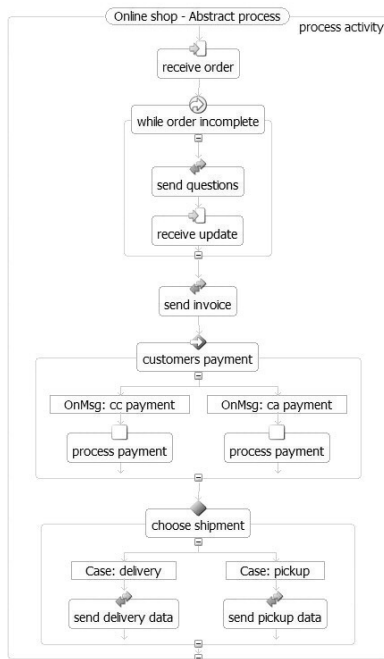 Online shop - Abstract process
process activity
receive order
while order incomplete
send questions
receive update
send invoice
customers payment
OnMsg: cc payment
OnMsg: ca payment
process payment
process payment
choose shipment
Case: delivery
Case: pickup
send delivery data
send pickup data